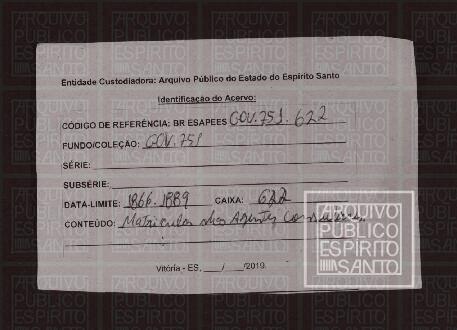 Entidade Custodiadora: Arquivo Público do Estado do Espírito Santo
Identificação do Acervo:
CÓDIGO DE REFERÊNCIA: BR ESAPEES GOV.751.622
FUNDO/COLEÇÃO: GOV.751
SÉRIE:
SUBSÉRIE:
DATA-LIMITE: 1866.1889 CAIXA: 622
CONTEÚDO: Matriculas dos Agentes Consulares
Vitória - ES, ___/___/2019.
ARQUIVO
PÚBLICO
ESPÍRITO
SANTO